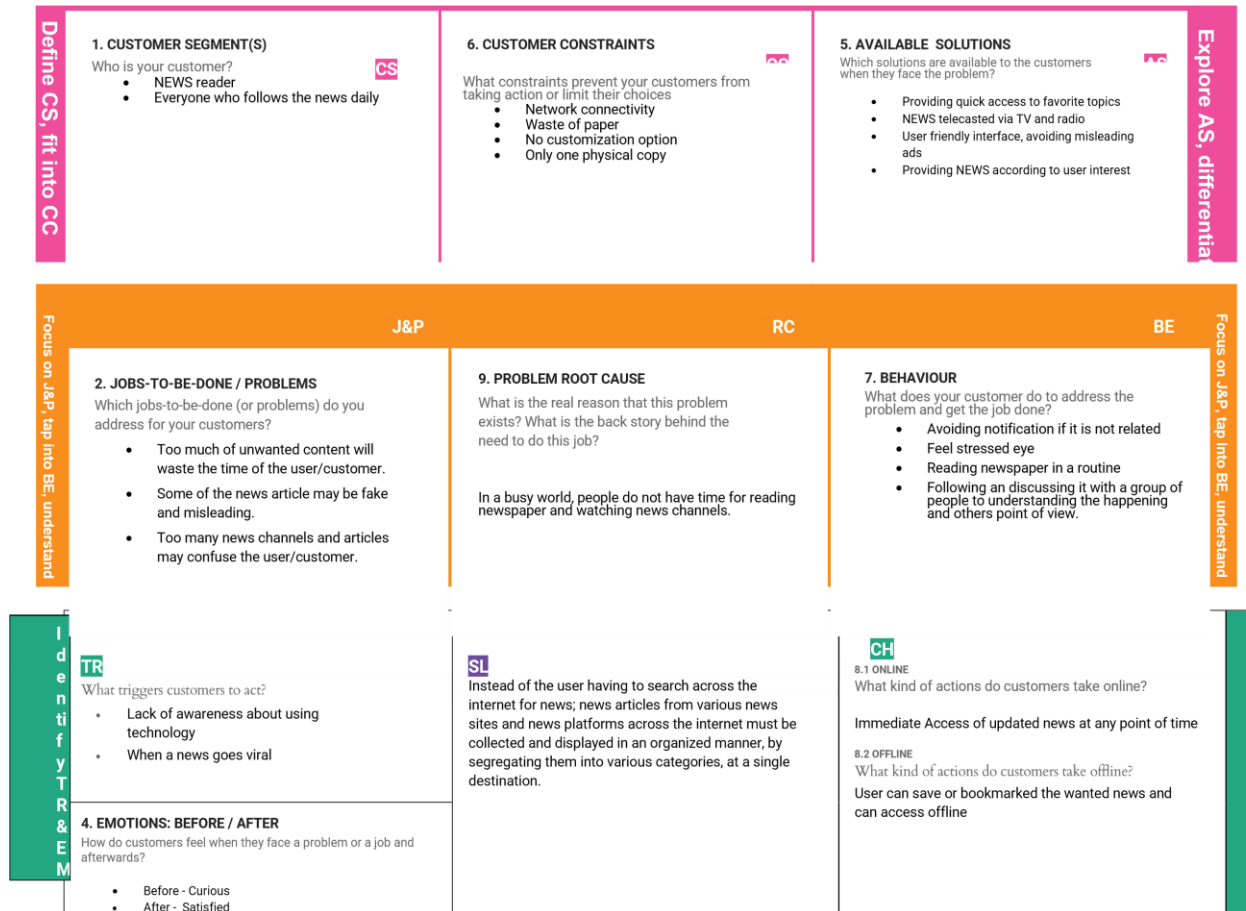 Define CS, fit into CC
1. CUSTOMER SEGMENT(S)
Who is your customer?
CS
• NEWS reader
• Everyone who follows the news daily
6. CUSTOMER CONSTRAINTS
What constraints prevent your customers from
taking action or limit their choices
• Network connectivity
• Waste of paper
• No customization option
• Only one physical copy
5. AVAILABLE SOLUTIONS
Which solutions are available to the customers
when they face the problem?
• Providing quick access to favorite topics
• NEWS telecasted via TV and radio
• User friendly interface, avoiding misleading
ads
• Providing NEWS according to user interest
Explore AS, differentiat
Focus on J&P, tap into BE, understand
J&P
2. JOBS-TO-BE-DONE / PROBLEMS
Which jobs-to-be-done (or problems) do you
address for your customers?
• Too much of unwanted content will
waste the time of the user/customer.
• Some of the news article may be fake
and misleading.
• Too many news channels and articles
may confuse the user/customer.
RC
9. PROBLEM ROOT CAUSE
What is the real reason that this problem
exists? What is the back story behind the
need to do this job?
In a busy world, people do not have time for reading
newspaper and watching news channels.
BE
7. BEHAVIOUR
What does your customer do to address the
problem and get the job done?
• Avoiding notification if it is not related
• Feel stressed eye
• Reading newspaper in a routine
• Following an discussing it with a group of
people to understanding the happening
and others point of view.
Focus on J&P, tap into BE, understand
I
d
e
n
ti
f
y
T
R
&
E
M
TR
What triggers customers to act?
• Lack of awareness about using
technology
• When a news goes viral
4. EMOTIONS: BEFORE / AFTER
How do customers feel when they face a problem or a job and
afterwards?
• Before - Curious
• After - Satisfied
SL
Instead of the user having to search across the
internet for news; news articles from various news
sites and news platforms across the internet must be
collected and displayed in an organized manner, by
segregating them into various categories, at a single
destination.
CH
8.1 ONLINE
What kind of actions do customers take online?
Immediate Access of updated news at any point of time
8.2 OFFLINE
What kind of actions do customers take offline?
User can save or bookmarked the wanted news and
can access offline